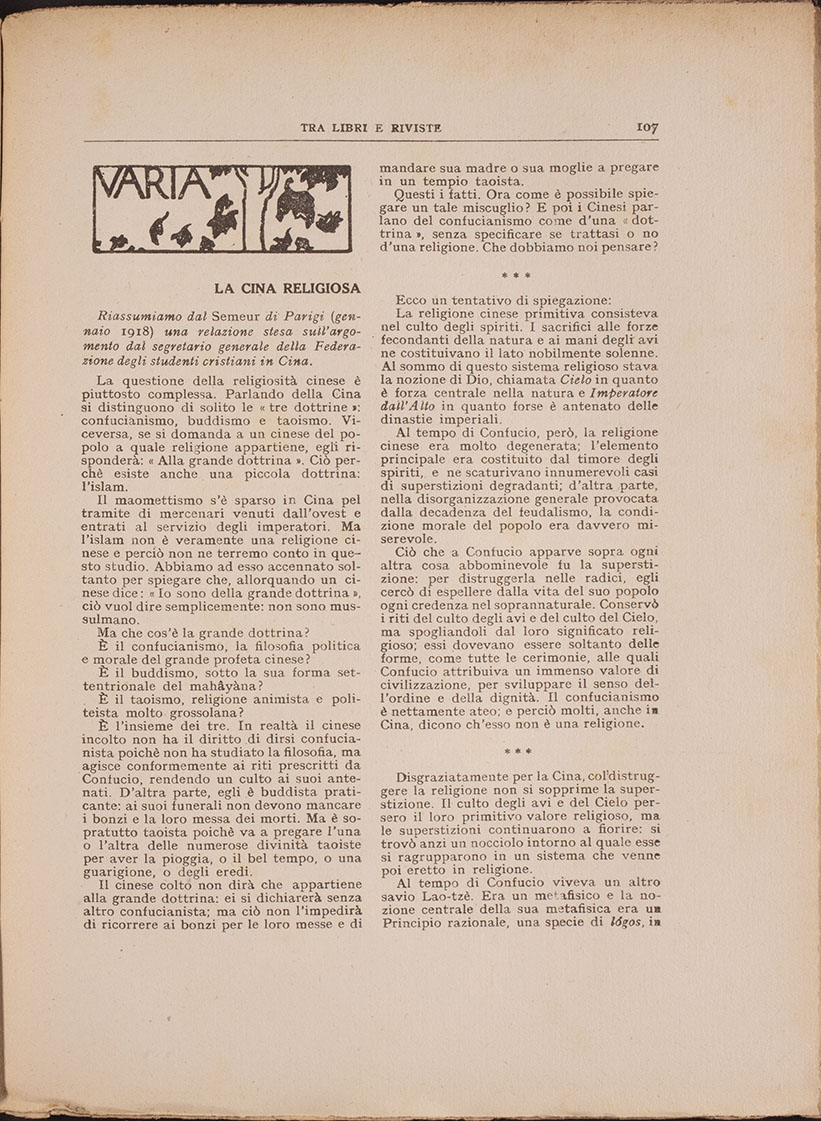 TRA LIBRI E RIVISTE 107
VARIA
LA CINA RELIGIOSA
Riassumiamo dal Semeur di Parigi (gen-
naio 1918) una relazione stesa sull'argo-
mento dal segretario generale della Federa-
zione degli studenti cristiani in Cina.
La questione della religiosità cinese è
piuttosto complessa. Parlando della Cina
si distinguono di solito le « tre dottrine »:
confucianismo, buddismo e taoismo. Vi-
ceversa, se si domanda a un cinese del po-
polo a quale religione appartiene, egli ri-
sponderà: « Alla grande dottrina ». Ciò per-
chè esiste anche una piccola dottrina:
l'islam.
Il maomettismo s'è sparso in Cina pel
tramite di mercenari venuti dall'ovest e
entrati al servizio degli imperatori. Ma
l'islam non è veramente una religione ci-
nese e perciò non ne terremo conto in que-
sto studio. Abbiamo ad esso accennato sol-
tanto per spiegare che, allorquando un ci-
nese dice: « Io sono della grande dottrina »,
ciò vuol dire semplicemente: non sono mus-
sulmano.
Ma che cos'è la grande dottrina?
È il confucianismo, la filosofia politica
e morale del grande profeta cinese?
È il buddismo, sotto la sua forma set-
tentrionale del mahâyàna?
È il taoismo, religione animista e poli-
teista molto grossolana?
È l'insieme dei tre. In realtà il cinese
incolto non ha il diritto di dirsi confucia-
nista poichè non ha studiato la filosofia, ma
agisce conformemente ai riti prescritti da
Confucio, rendendo un culto ai suoi ante-
nati. D'altra parte, egli è buddista prati-
cante: ai suoi funerali non devono mancare
i bonzi e la loro messa dei morti. Ma è so-
pratutto taoista poichè va a pregare l'una
o l'altra delle numerose divinità taoiste
per aver la pioggia, o il bel tempo, o una
guarigione, o degli eredi.
Il cinese colto non dirà che appartiene
alla grande dottrina: ei si dichiarerà senza
altro confucianista; ma ciò non l'impedirà
di ricorrere ai bonzi per le loro messe e di
mandare sua madre o sua moglie a pregare
in un tempio taoista.
Questi i fatti. Ora come è possibile spie-
gare un tale miscuglio? E poi i Cinesi par-
lano del confucianismo come d'una « dot-
trina », senza specificare se trattasi o no
d'una religione. Che dobbiamo noi pensare?
* * *
Ecco un tentativo di spiegazione:
La religione cinese primitiva consisteva
nel culto degli spiriti. I sacrifici alle forze
fecondanti della natura e ai mani degli avi
ne costituivano il lato nobilmente solenne.
Al sommo di questo sistema religioso stava
la nozione di Dio, chiamata Cielo in quanto
è forza centrale nella natura e Imperatore
dall'Alto in quanto forse è antenato delle
dinastie imperiali.
Al tempo di Confucio, però, la religione
cinese era molto degenerata; l'elemento
principale era costituito dal timore degli
spiriti, e ne scaturivano innumerevoli casi
di superstizioni degradanti; d'altra parte,
nella disorganizzazione generale provocata
dalla decadenza del feudalismo, la condi-
zione morale del popolo era davvero mi-
serevole.
Ciò che a Confucio apparve sopra ogni
altra cosa abbominevole fu la supersti-
zione: per distruggerla nelle radici, egli
cercò di espellere dalla vita del suo popolo
ogni credenza nel soprannaturale. Conservò
i riti del culto degli avi e del culto del Cielo,
ma spogliandoli dal loro significato reli-
gioso; essi dovevano essere soltanto delle
forme, come tutte le cerimonie, alle quali
Confucio attribuiva un immenso valore di
civilizzazione, per sviluppare il senso del-
l'ordine e della dignità. Il confucianismo
è nettamente ateo; e perciò molti, anche in
Cina, dicono ch'esso non è una religione.
* * *
Disgraziatamente per la Cina, col distrug-
gere la religione non si sopprime la super-
stizione. Il culto degli avi e del Cielo per-
sero il loro primitivo valore religioso, ma
le superstizioni continuarono a fiorire: si
trovò anzi un nocciolo intorno al quale esse
si ragrupparono in un sistema che venne
poi eretto in religione.
Al tempo di Confucio viveva un altro
savio Lao-tzè. Era un metafisico e la no-
zione centrale della sua metafisica era un
Principio razionale, una specie di lógos, in